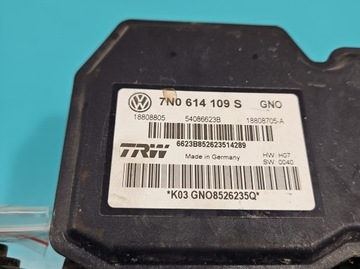 7N0 614 109 S GNO
18808805 54086623B 18808705-A
6623B852623514289
TRW Made in Germany HW: H07
SW: 0040
*K03 GNO8526235Q*